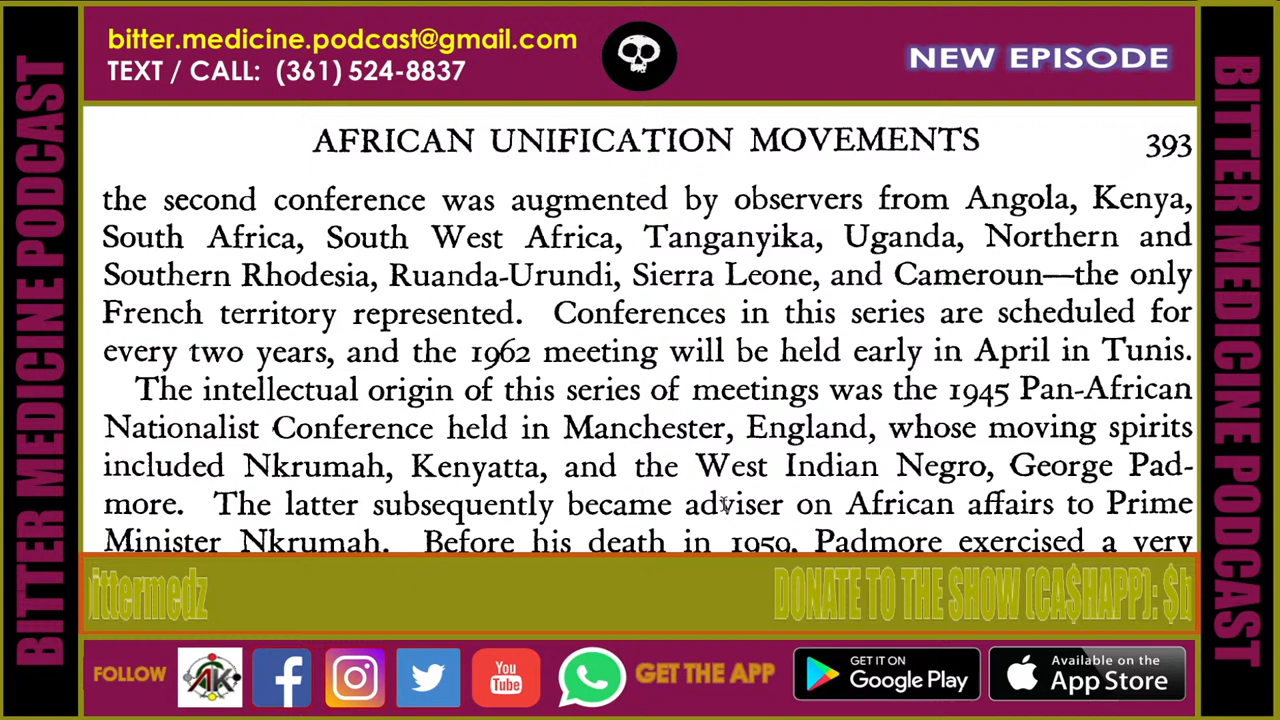 bitter.medicine.podcast@gmail.com
TEXT / CALL: (361) 524-8837
NEW EPISODE
BITTER MEDICINE PODCAST
AFRICAN UNIFICATION MOVEMENTS 393
the second conference was augmented by observers from Angola, Kenya,
South Africa, South West Africa, Tanganyika, Uganda, Northern and
Southern Rhodesia, Ruanda-Urundi, Sierra Leone, and Cameroun—the only
French territory represented. Conferences in this series are scheduled for
every two years, and the 1962 meeting will be held early in April in Tunis.
The intellectual origin of this series of meetings was the 1945 Pan-African
Nationalist Conference held in Manchester, England, whose moving spirits
included Nkrumah, Kenyatta, and the West Indian Negro, George Pad-
more. The latter subsequently became adviser on African affairs to Prime
Minister Nkrumah. Before his death in 1959, Padmore exercised a very
BITTER MEDICINE PODCAST
ittermedz
DONATE TO THE SHOW (CA$HAPP): $b
FOLLOW
ATK
You
Tube
GET THE APP
GET IT ON
Google Play
Available on the
App Store